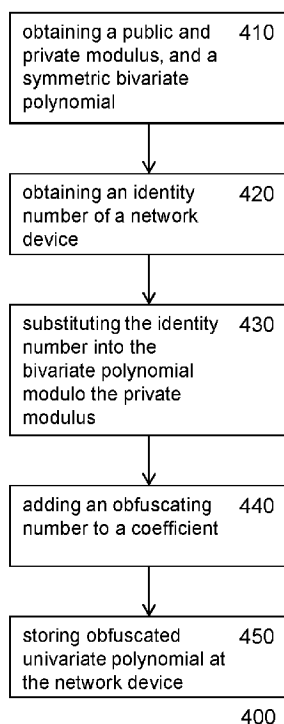 obtaining a public and 410
private modulus, and a
symmetric bivariate
polynomial
obtaining an identity 420
number of a network
device
substituting the identity 430
number into the
bivariate polynomial
modulo the private
modulus
adding an obfuscating 440
number to a coefficient
storing obfuscated 450
univariate polynomial at
the network device
400